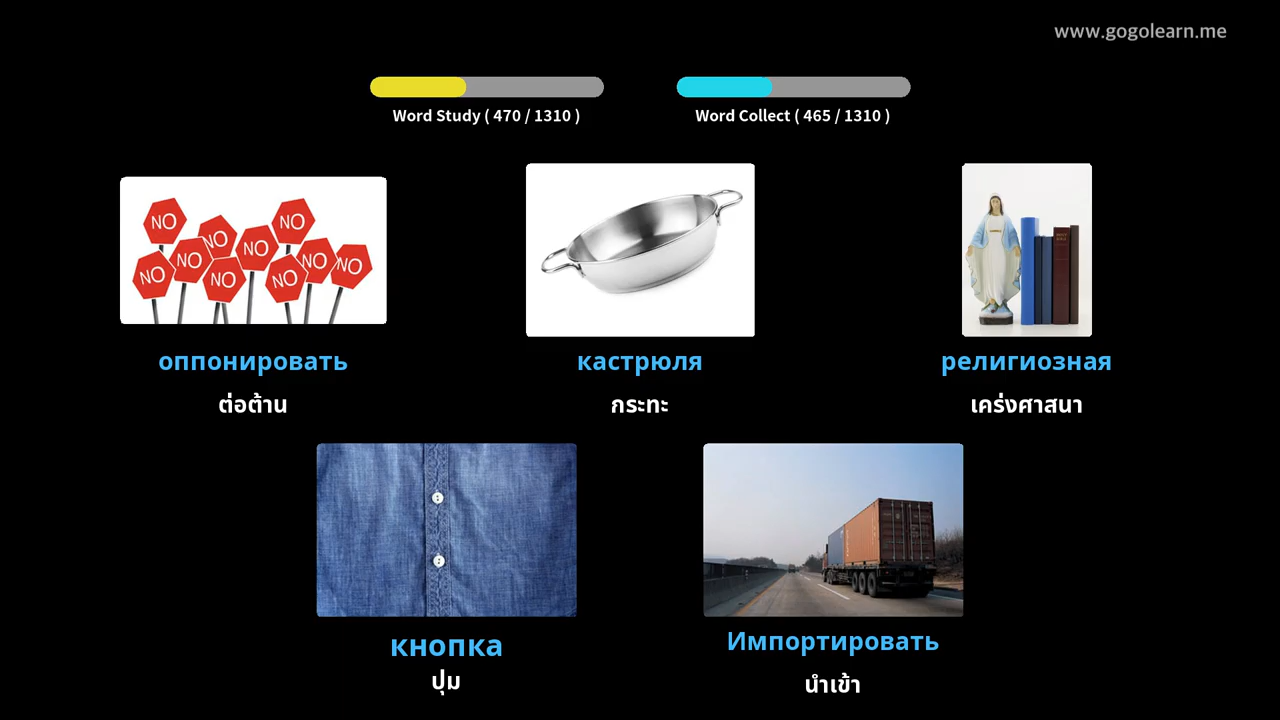 www.gogolearn.me
Word Study ( 470 / 1310 )
Word Collect ( 465 / 1310 )
NO
NO
NO
NO
NO
NO
NO
NO
NO
NO
оппонировать
ต่อต้าน
кастрюля
กระทะ
религиозная
เคร่งศาสนา
кнопка
ปุ่ม
Импортировать
นำเข้า